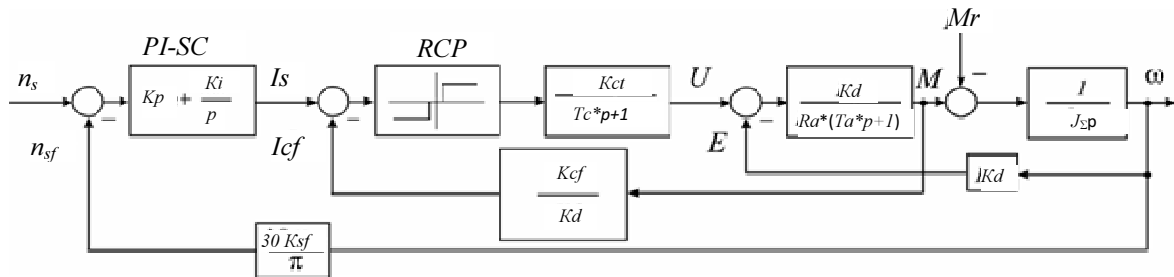 Mr
PI-SC
RCP
n_s
Kp + Ki/p
Is
Kct
Tc*p+1
U
Kd
Ra*(Ta*p+1)
M
1
J_Σp
ω
n_sf
Icf
E
Kcf
Kd
Kd
30 Ksf
π